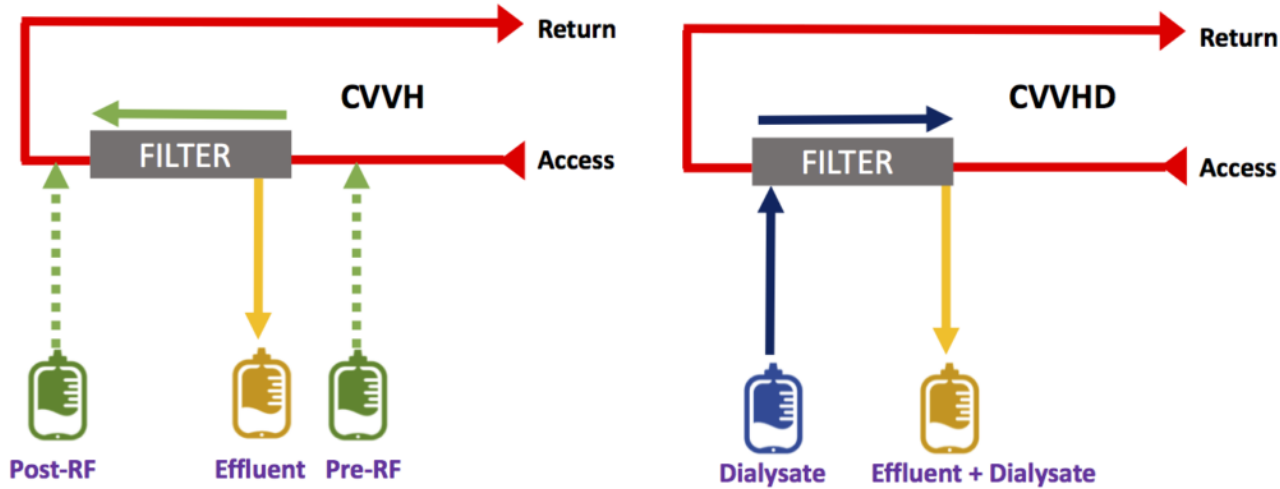 Return
CVVH
FILTER
Access
Post-RF
Effluent
Pre-RF
Return
CVVHD
FILTER
Access
Dialysate
Effluent + Dialysate